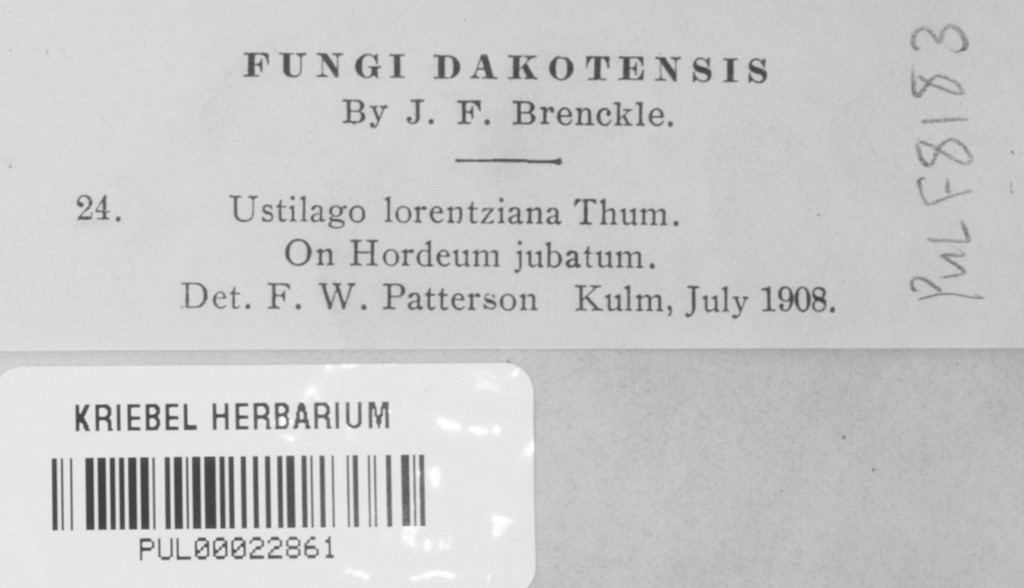 FUNGI DAKOTENSIS
By J. F. Brenckle.
24. Ustilago lorentziana Thum.
On Hordeum jubatum.
Det. F. W. Patterson Kulm, July 1908.
PUL F8183
KRIEBEL HERBARIUM
PUL00022861